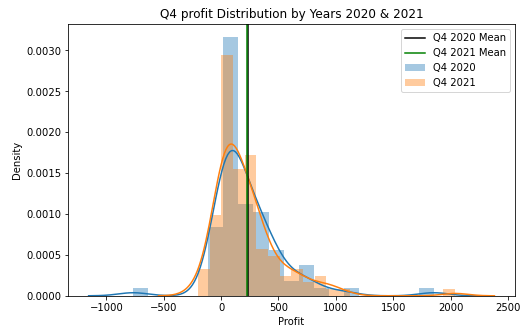 Q4 profit Distribution by Years 2020 & 2021
Q4 2020 Mean
Q4 2021 Mean
Q4 2020
Q4 2021
0.0030
0.0025
0.0020
0.0015
0.0010
0.0005
0.0000
Density
−1000 −500 0 500 1000 1500 2000 2500
Profit